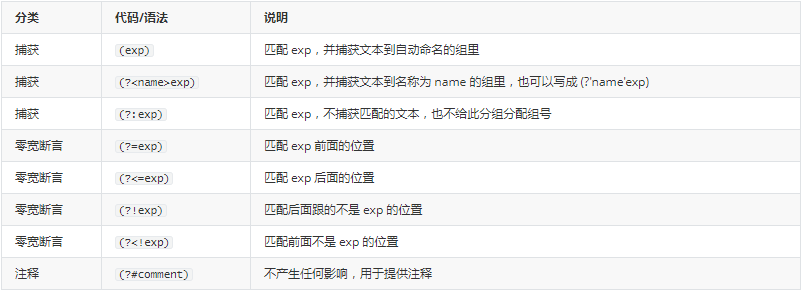 分类 代码/语法 说明
捕获 (exp) 匹配 exp，并捕获文本到自动命名的组里
捕获 (?<name>exp) 匹配 exp，并捕获文本到名称为 name 的组里，也可以写成 (?'name'exp)
捕获 (?:exp) 匹配 exp，不捕获匹配的文本，也不给此分组分配组号
零宽断言 (?=exp) 匹配 exp 前面的位置
零宽断言 (?<=exp) 匹配 exp 后面的位置
零宽断言 (?!exp) 匹配后面跟的不是 exp 的位置
零宽断言 (?<!exp) 匹配前面不是 exp 的位置
注释 (?#comment) 不产生任何影响，用于提供注释